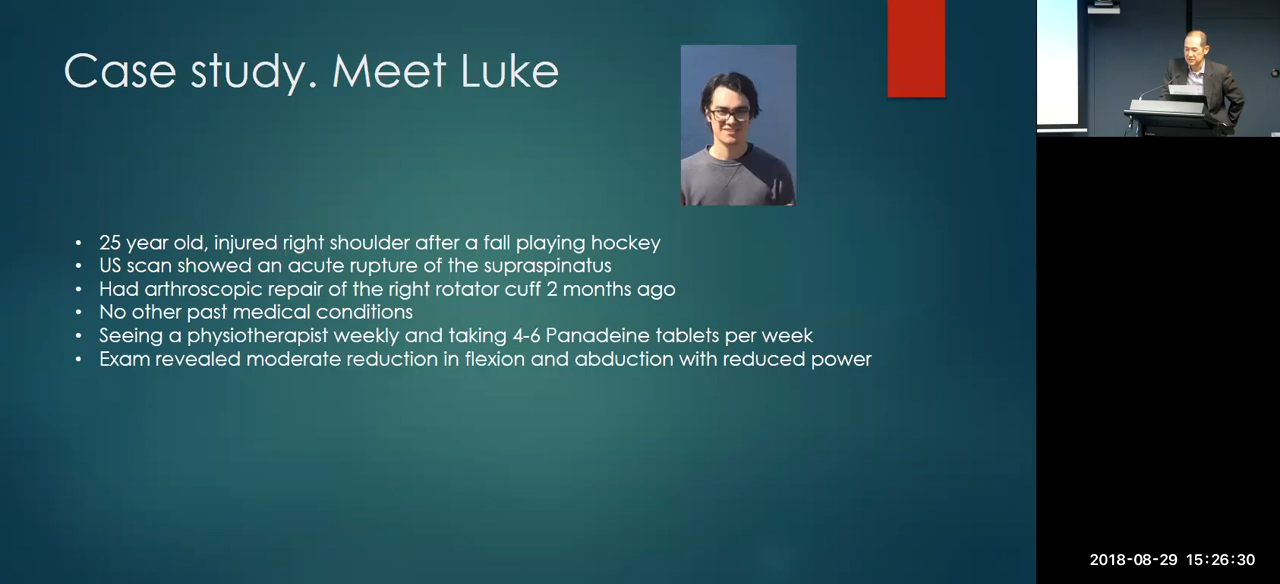 Case study. Meet Luke
• 25 year old, injured right shoulder after a fall playing hockey
• US scan showed an acute rupture of the supraspinatus
• Had arthroscopic repair of the right rotator cuff 2 months ago
• No other past medical conditions
• Seeing a physiotherapist weekly and taking 4-6 Panadeine tablets per week
• Exam revealed moderate reduction in flexion and abduction with reduced power
2018-08-29 15:26:30